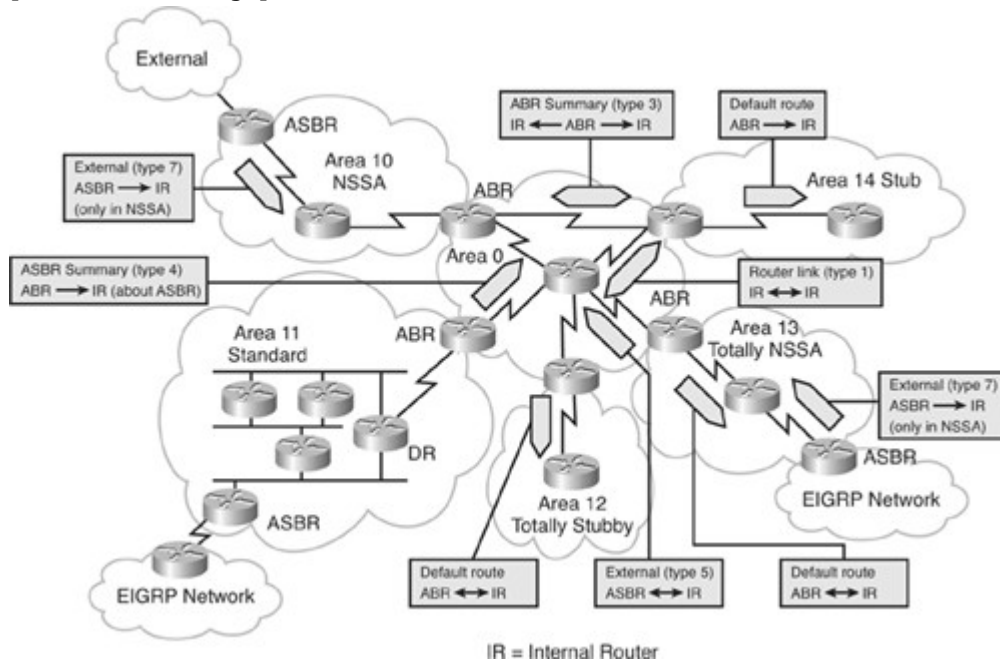 External
ASBR
ABR Summary (type 3)
IR ← ABR → IR
Default route
ABR → IR
External (type 7)
ASBR → IR
(only in NSSA)
Area 10
NSSA
ABR
Area 14 Stub
Area 0
ASBR Summary (type 4)
ABR → IR (about ASBR)
Router link (type 1)
IR ↔ IR
ABR
ABR
Area 11
Standard
Area 13
Totally NSSA
External (type 7)
ASBR → IR
(only in NSSA)
DR
ASBR
EIGRP Network
Area 12
Totally Stubby
ASBR
EIGRP Network
Default route
ABR ↔ IR
External (type 5)
ASBR ↔ IR
Default route
ABR ↔ IR
IR = Internal Router